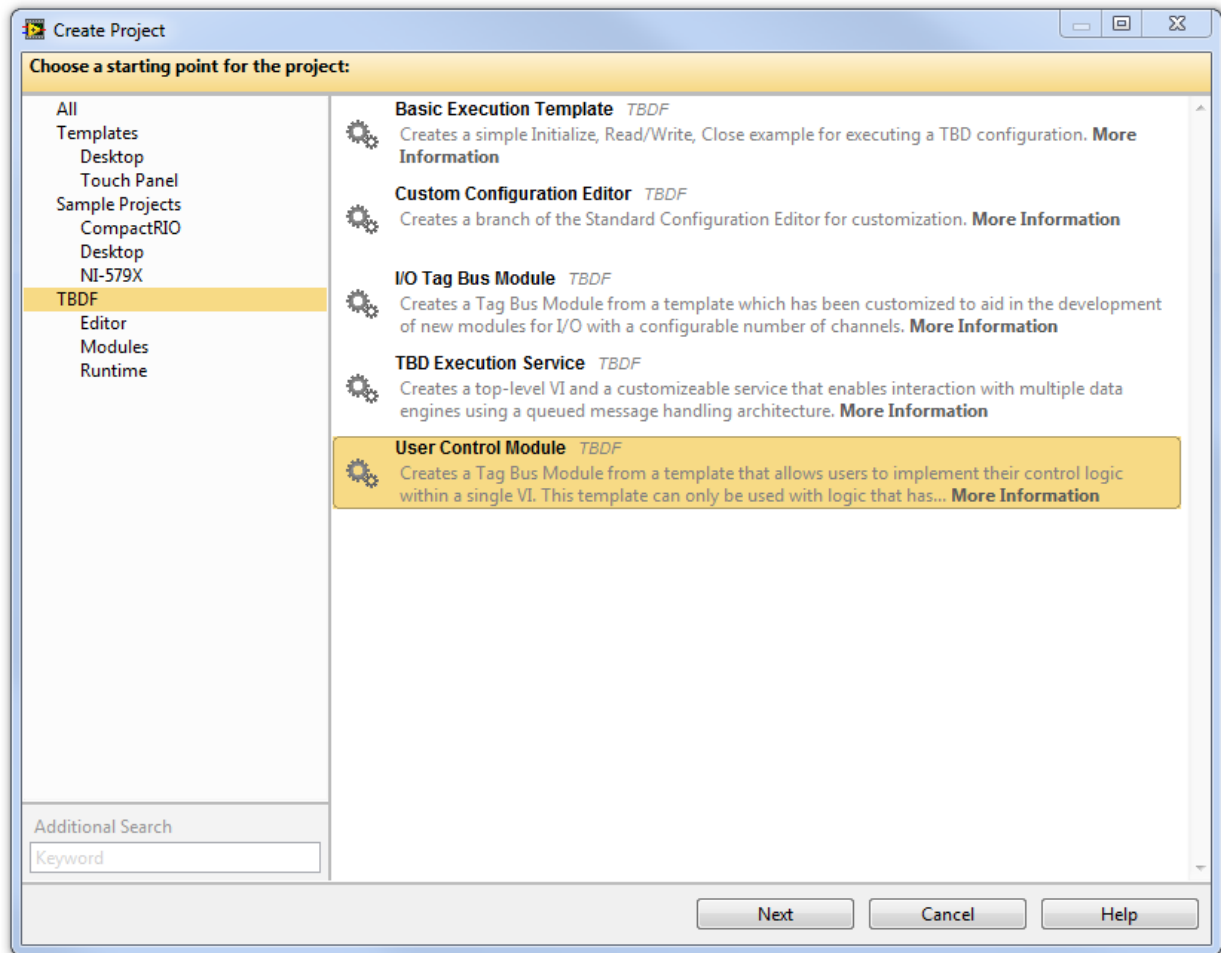 Create Project
Choose a starting point for the project:
All
Templates
Desktop
Touch Panel
Sample Projects
CompactRIO
Desktop
NI-579X
TBDF
Editor
Modules
Runtime
Additional Search
Keyword
Basic Execution Template TBDF
Creates a simple Initialize, Read/Write, Close example for executing a TBD configuration. More
Information
Custom Configuration Editor TBDF
Creates a branch of the Standard Configuration Editor for customization. More Information
I/O Tag Bus Module TBDF
Creates a Tag Bus Module from a template which has been customized to aid in the development
of new modules for I/O with a configurable number of channels. More Information
TBD Execution Service TBDF
Creates a top-level VI and a customizeable service that enables interaction with multiple data
engines using a queued message handling architecture. More Information
User Control Module TBDF
Creates a Tag Bus Module from a template that allows users to implement their control logic
within a single VI. This template can only be used with logic that has... More Information
Next Cancel Help